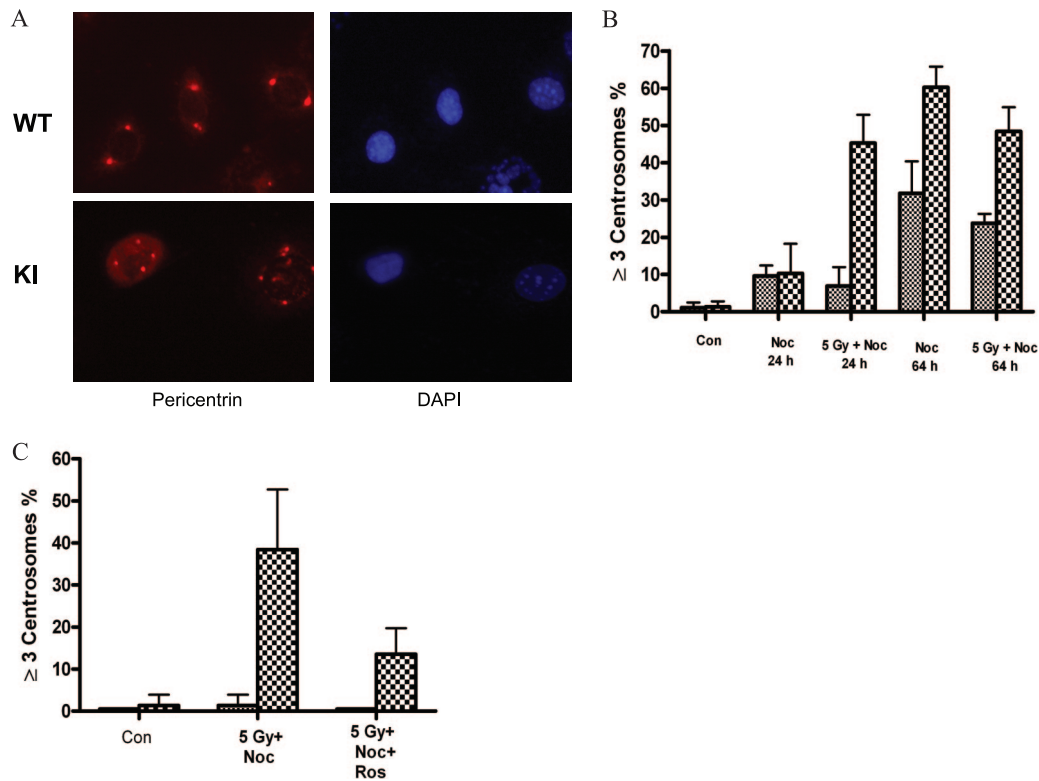 A
WT
KI
Pericentrin
DAPI
B
≥ 3 Centrosomes %
70
60
50
40
30
20
10
0
Con
Noc
24 h
5 Gy + Noc
24 h
Noc
64 h
5 Gy + Noc
64 h
C
≥ 3 Centrosomes %
60
50
40
30
20
10
0
Con
5 Gy+
Noc
5 Gy+
Noc+
Ros